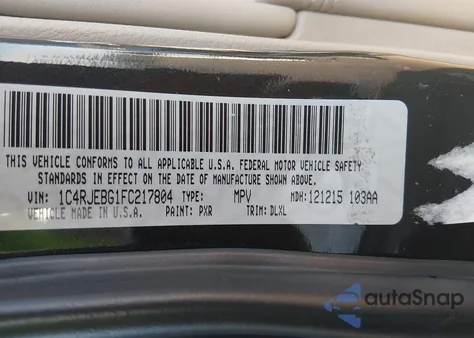 THIS VEHICLE CONFORMS TO ALL APPLICABLE U.S.A. FEDERAL MOTOR VEHICLE SAFETY
STANDARDS IN EFFECT ON THE DATE OF MANUFACTURE SHOWN ABOVE.
VIN: 1C4RJEBG1FC217804 TYPE: MPV MDH: 121215 103AA
VEHICLE MADE IN U.S.A. PAINT: PXR TRIM: DLXL
autoSnap